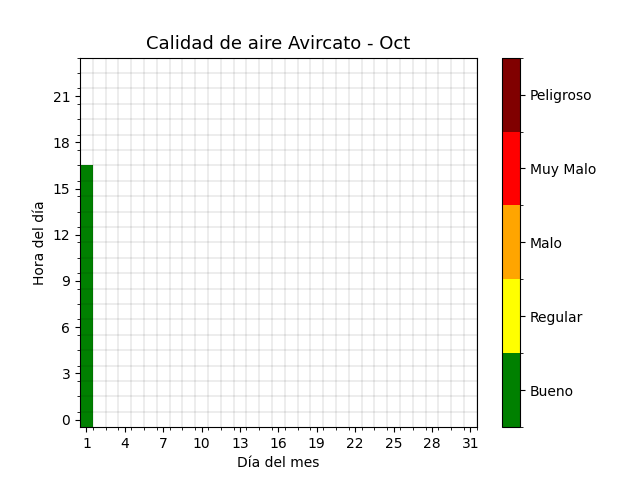 Calidad de aire Avircato - Oct
Hora del día
21
18
15
12
9
6
3
0
1 4 7 10 13 16 19 22 25 28 31
Día del mes
Peligroso
Muy Malo
Malo
Regular
Bueno